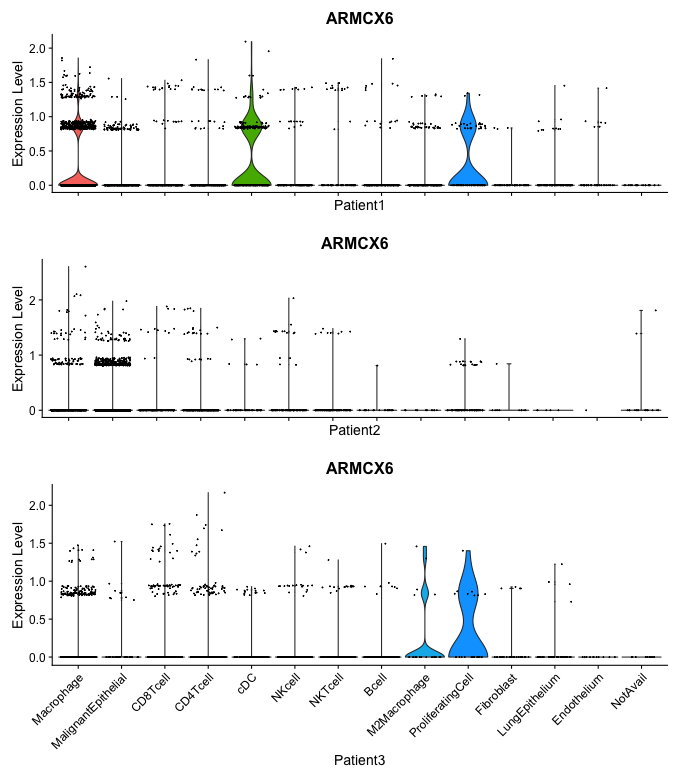 ARMCX6
Expression Level
2.0
1.5
1.0
0.5
0.0
Patient1
ARMCX6
Expression Level
2
1
0
Patient2
ARMCX6
Expression Level
2.0
1.5
1.0
0.5
0.0
Macrophage
MalignantEpithelial
CD8Tcell
CD4Tcell
cDC
NKcell
NKTcell
Bcell
M2Macrophage
ProliferatingCell
Fibroblast
LungEpithelium
Endothelium
NotAvail
Patient3